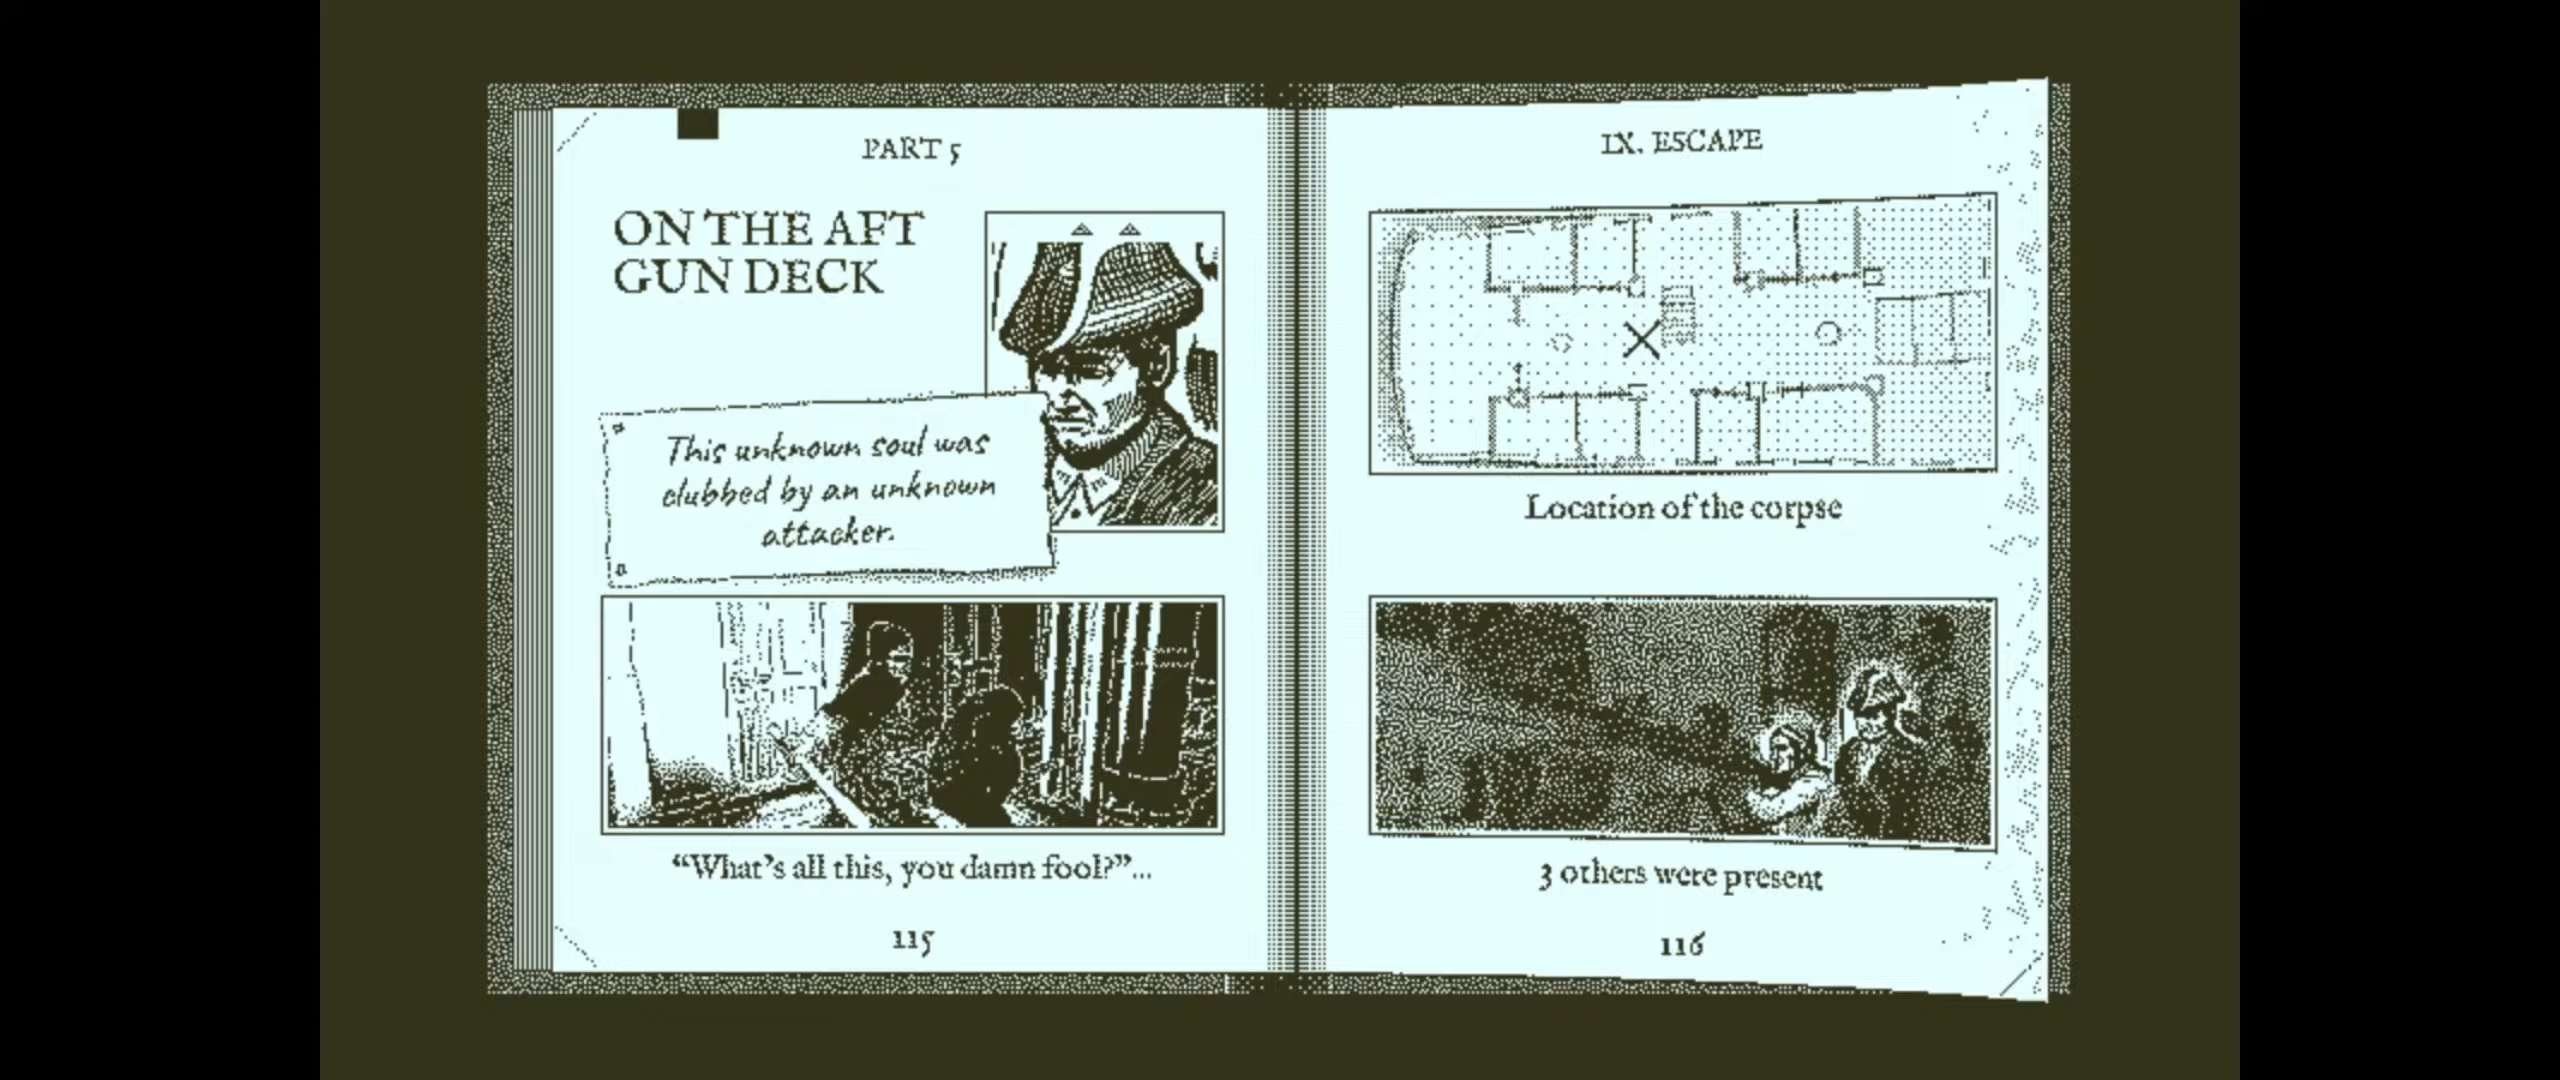 PART 5
ON THE AFT
GUN DECK
This unknown soul was
clubbed by an unknown
attacker.
"What's all this, you damn fool?"...
115
IX. ESCAPE
Location of the corpse
3 others were present
116